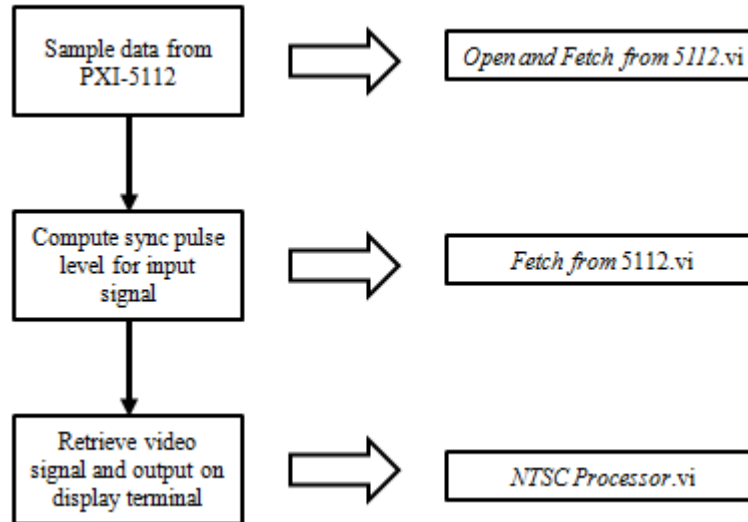 Sample data from
PXI-5112
Open and Fetch from 5112.vi
Compute sync pulse
level for input
signal
Fetch from 5112.vi
Retrieve video
signal and output on
display terminal
NTSC Processor.vi